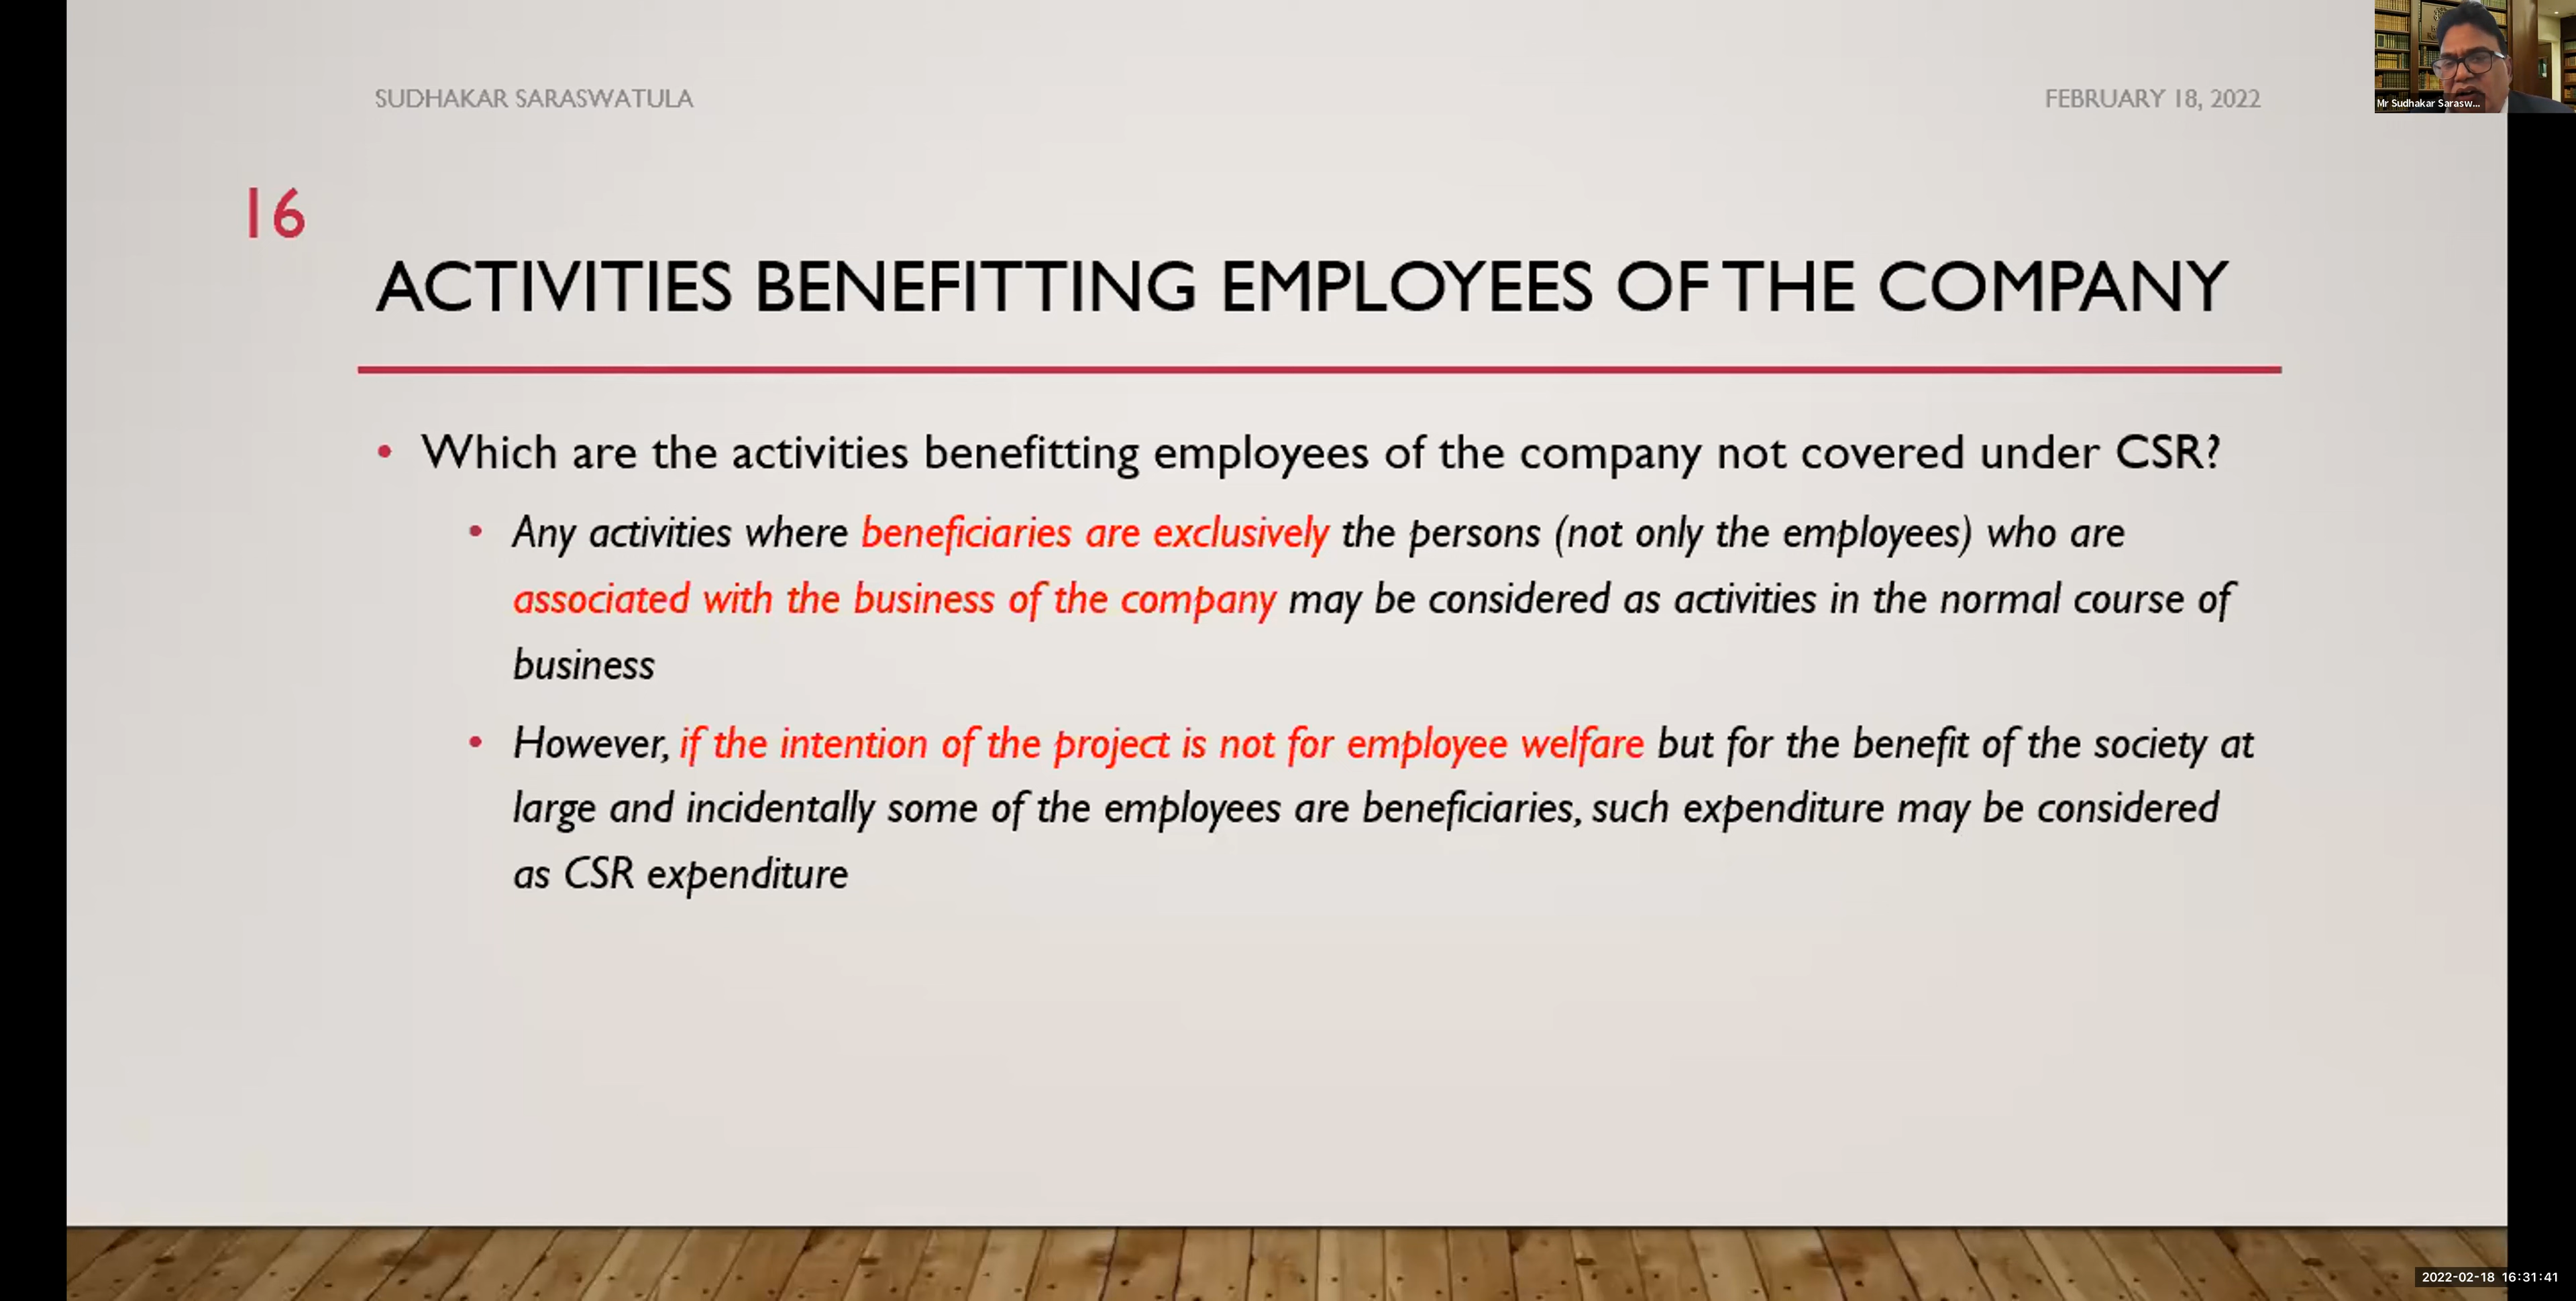 SUDHAKAR SARASWATULA
FEBRUARY 18, 2022
Mr Sudhakar Sarasw...
16
ACTIVITIES BENEFITTING EMPLOYEES OF THE COMPANY
• Which are the activities benefitting employees of the company not covered under CSR?
• Any activities where beneficiaries are exclusively the persons (not only the employees) who are
associated with the business of the company may be considered as activities in the normal course of
business
• However, if the intention of the project is not for employee welfare but for the benefit of the society at
large and incidentally some of the employees are beneficiaries, such expenditure may be considered
as CSR expenditure
2022-02-18 16:31:41